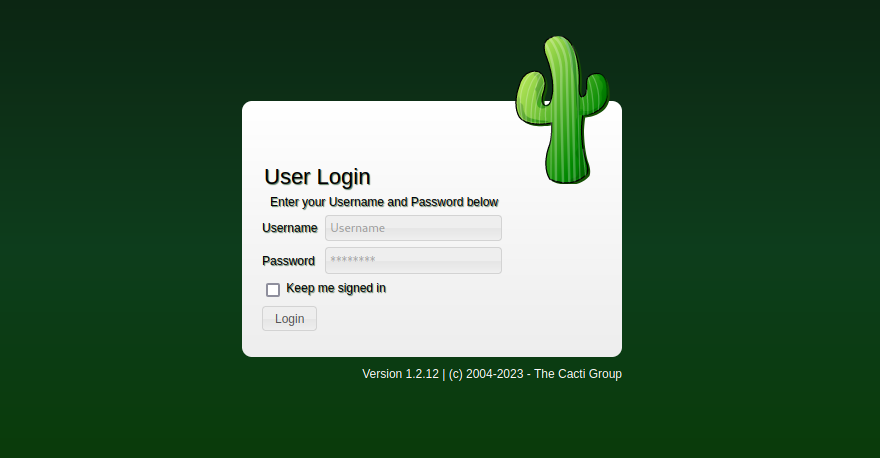 User Login
Enter your Username and Password below
Username Username
Password ********
Keep me signed in
Login
Version 1.2.12 | (c) 2004-2023 - The Cacti Group